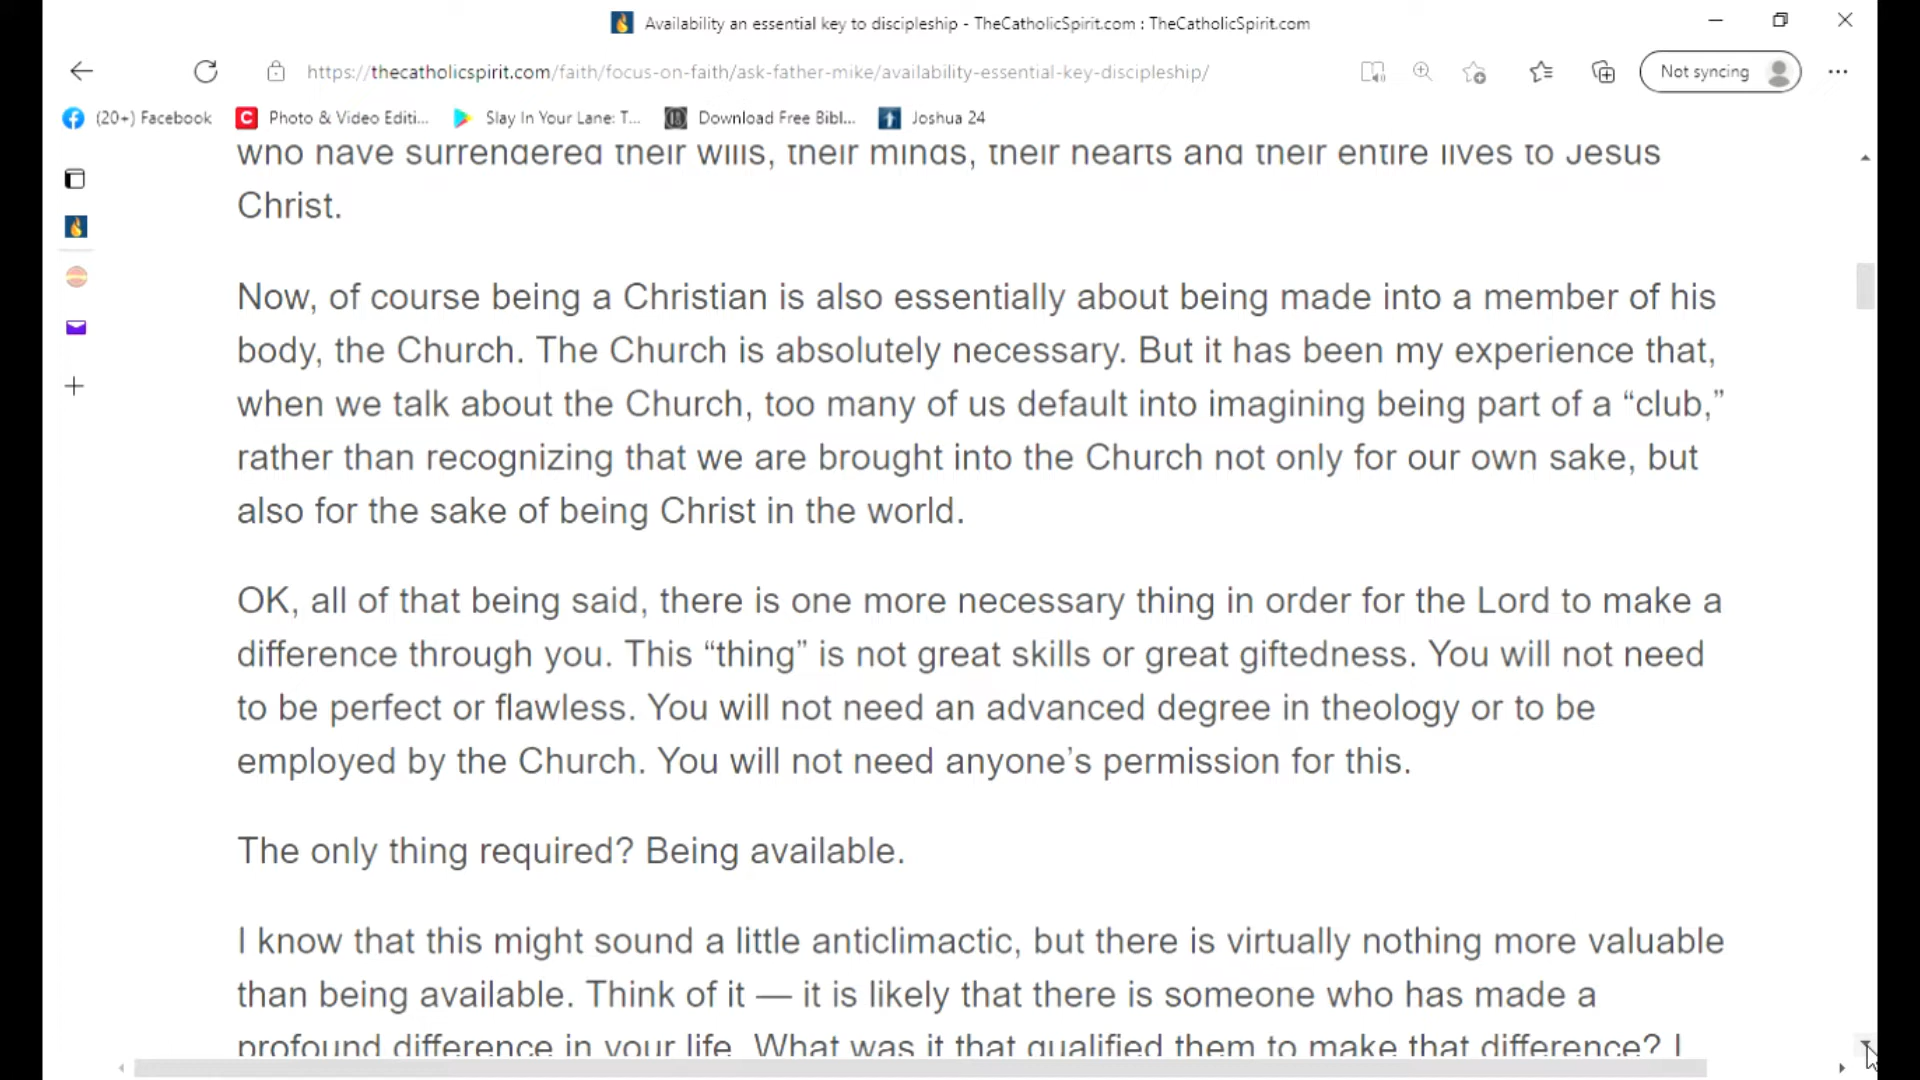 Availability an essential key to discipleship - TheCatholicSpirit.com : TheCatholicSpirit.com
https://thecatholicspirit.com/faith/focus-on-faith/ask-father-mike/availability-essential-key-discipleship/
Not syncing
(20+) Facebook Photo & Video Editi... Slay In Your Lane: T... Download Free Bibl... Joshua 24
who have surrendered their wills, their minds, their hearts and their entire lives to Jesus
Christ.
Now, of course being a Christian is also essentially about being made into a member of his
body, the Church. The Church is absolutely necessary. But it has been my experience that,
when we talk about the Church, too many of us default into imagining being part of a “club,”
rather than recognizing that we are brought into the Church not only for our own sake, but
also for the sake of being Christ in the world.
OK, all of that being said, there is one more necessary thing in order for the Lord to make a
difference through you. This “thing” is not great skills or great giftedness. You will not need
to be perfect or flawless. You will not need an advanced degree in theology or to be
employed by the Church. You will not need anyone’s permission for this.
The only thing required? Being available.
I know that this might sound a little anticlimactic, but there is virtually nothing more valuable
than being available. Think of it — it is likely that there is someone who has made a
profound difference in your life. What was it that qualified them to make that difference? I